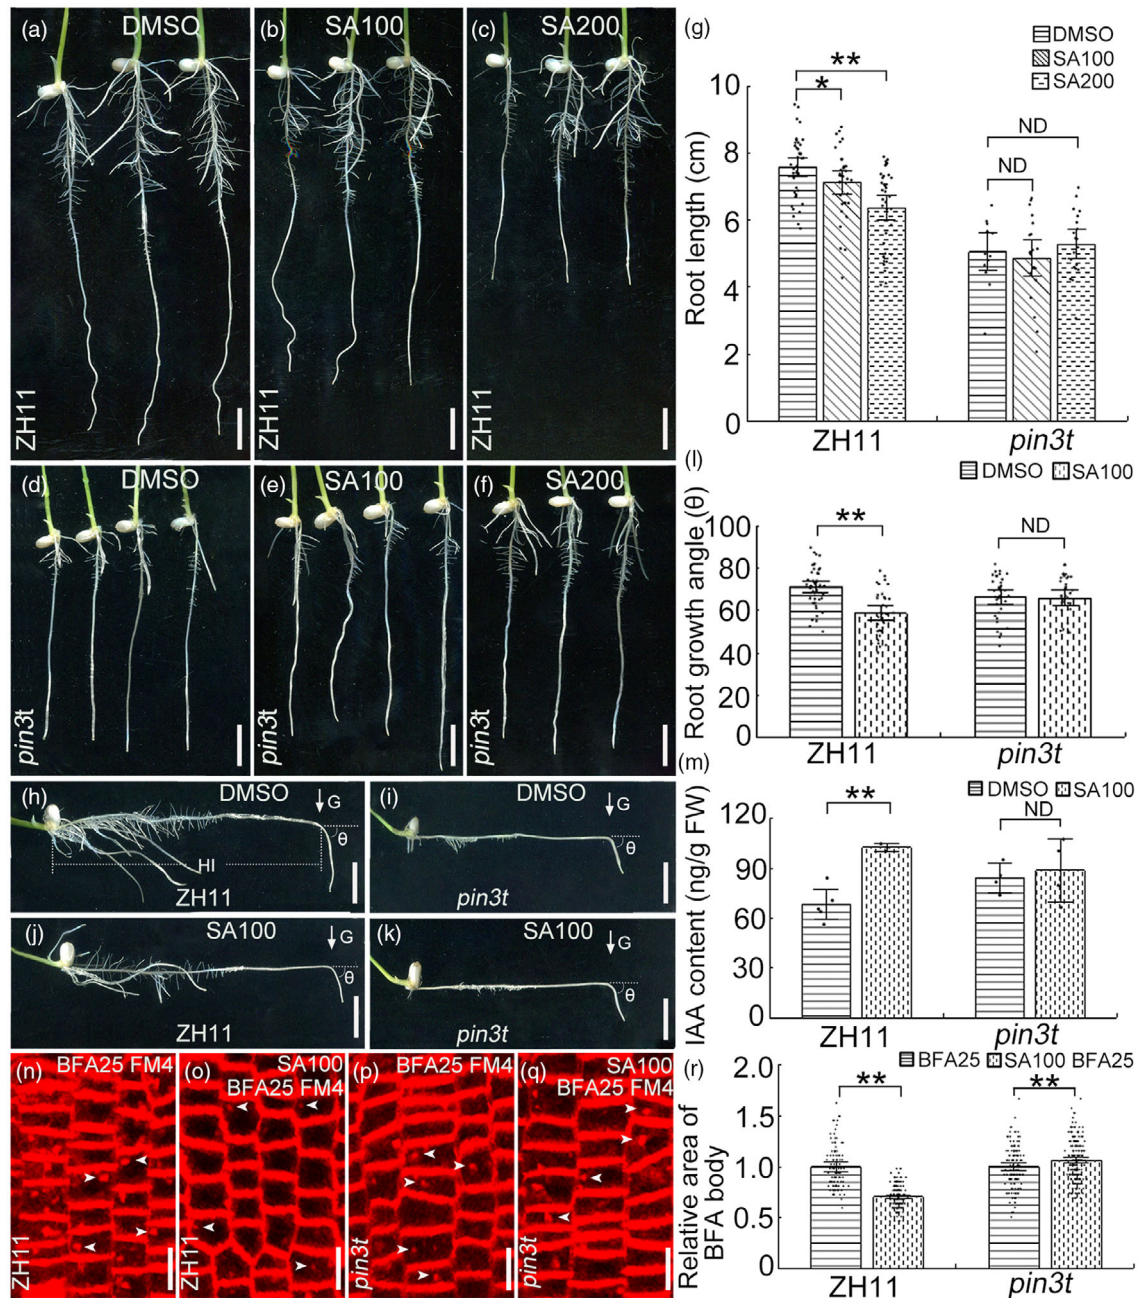 (a) DMSO
ZH11
(b) SA100
(c) SA200
ZH11
(d) DMSO
pin3t
(e) SA100
(f) SA200
pin3t
(h) DMSO
G
θ
HI
ZH11
(i) DMSO
G
θ
pin3t
(j) SA100
G
θ
ZH11
(k) SA100
G
θ
pin3t
(n) BFA25 FM4
ZH11
(o) SA100
BFA25 FM4
ZH11
(p) BFA25 FM4
pin3t
(q) SA100
BFA25 FM4
(g)
DMSO
SA100
SA200
Root length (cm)
10
8
6
4
2
0
**
*
ND
ND
ZH11 pin3t
(l)
DMSO SA100
Root growth angle (θ)
100
80
60
40
20
0
** ND
ZH11 pin3t
(m)
DMSO SA100
IAA content (ng/g FW)
120
90
60
30
0
** ND
ZH11 pin3t
(r) BFA25 SA100 BFA25
Relative area of
BFA body
2.0
1.5
1.0
0.5
0
** **
ZH11 pin3t